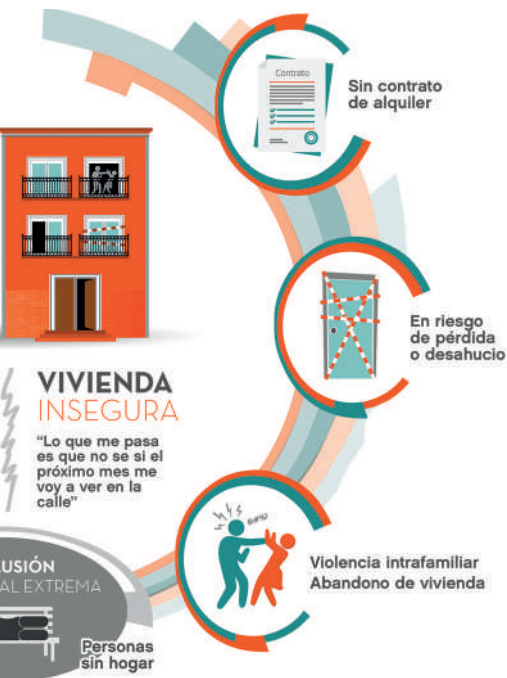 Contrato
Sin contrato
de alquiler
En riesgo
de pérdida
o desahucio
VIVIENDA
INSEGURA
“Lo que me pasa
es que no se si el
próximo mes me
voy a ver en la
calle”
Violencia intrafamiliar
Abandono de vivienda
LUSIÓN
AL EXTREMA
Personas
sin hogar